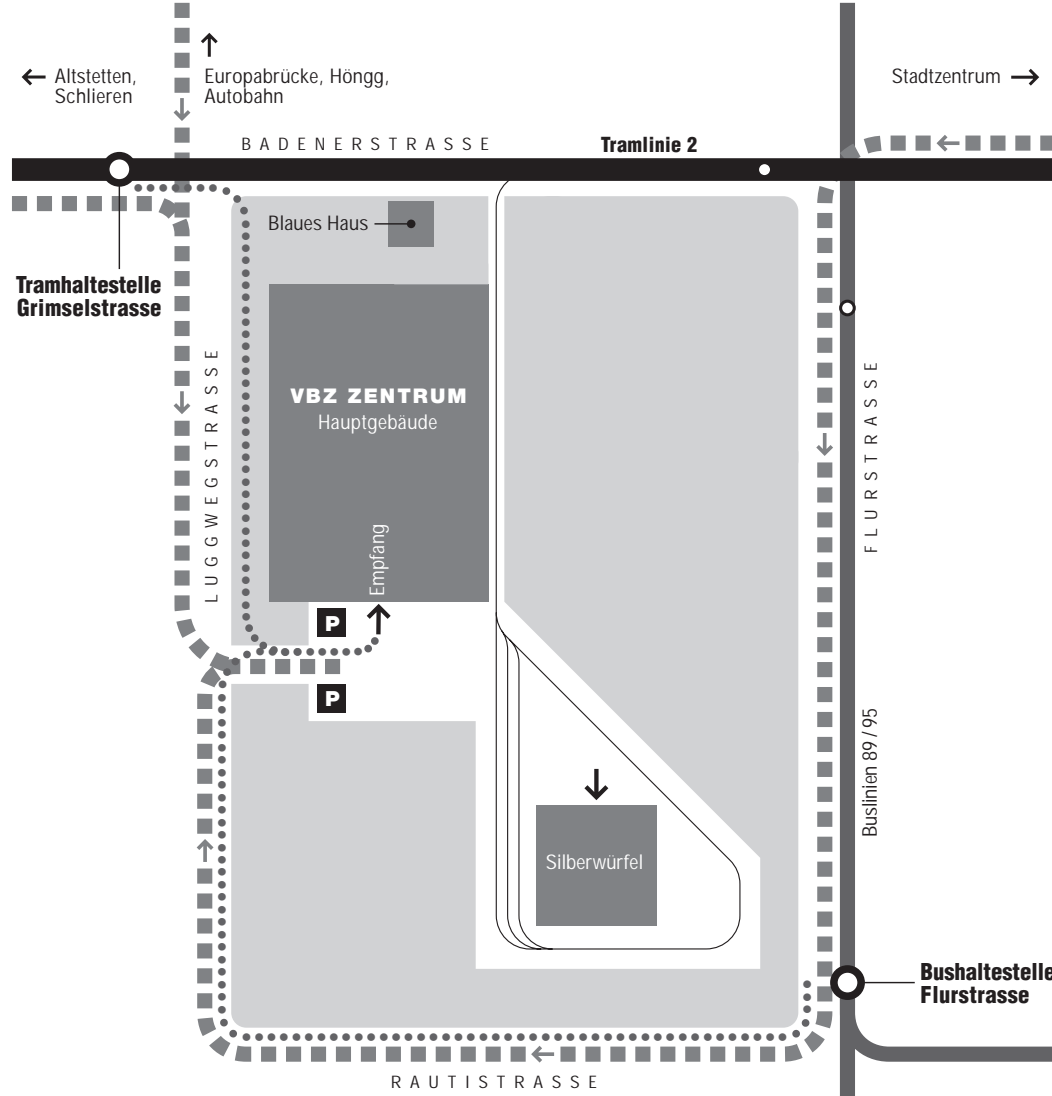 ← Altstetten,
Schlieren
↑
Europabrücke, Höngg,
Autobahn
Stadtzentrum →
BADENERSTRASSE
Tramlinie 2
Blaues Haus
Tramhaltestelle
Grimselstrasse
LUGGWEGSTRASSE
VBZ ZENTRUM
Hauptgebäude
Empfang
FLURSTRASSE
P
P
Buslinien 89 / 95
Silberwürfel
Bushaltestelle
Flurstrasse
RAUTISTRASSE